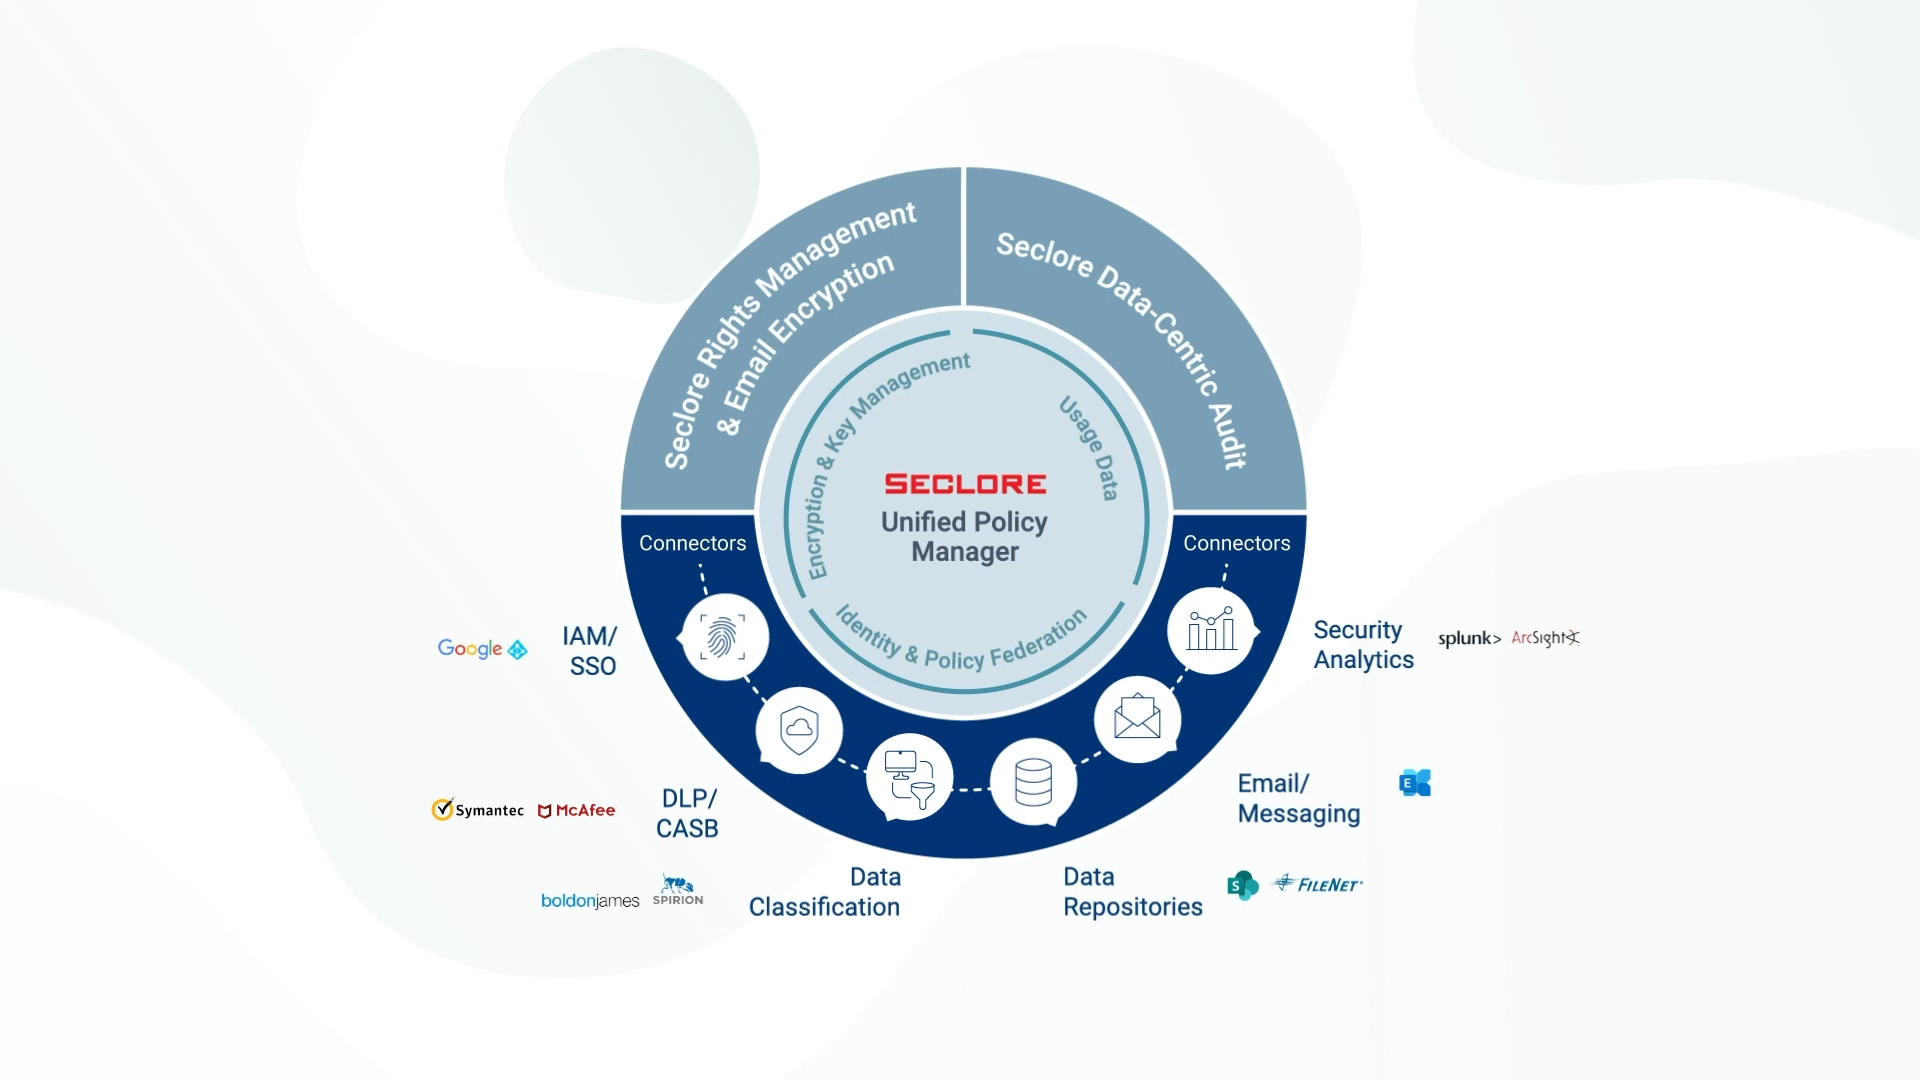 Seclore Rights Management
& Email Encryption
Seclore Data-Centric Audit
Encryption & Key Management
Usage Data
Identity & Policy Federation
SECLORE
Unified Policy
Manager
Connectors
Connectors
Google
IAM/
SSO
Symantec
McAfee
DLP/
CASB
boldonjames
SPIRION
Data
Classification
Data
Repositories
S
FILENET®
Email/
Messaging
E
Security
Analytics
splunk>
ArcSight